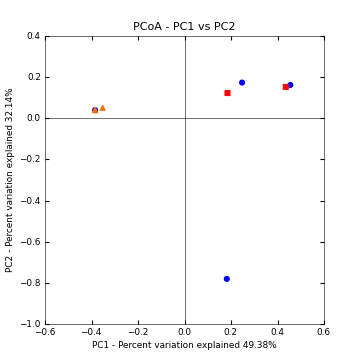 PCoA - PC1 vs PC2
0.4
0.2
0.0
−0.2
−0.4
−0.6
−0.8
−1.0
−0.6 −0.4 −0.2 0.0 0.2 0.4 0.6
PC2 - Percent variation explained 32.14%
PC1 - Percent variation explained 49.38%